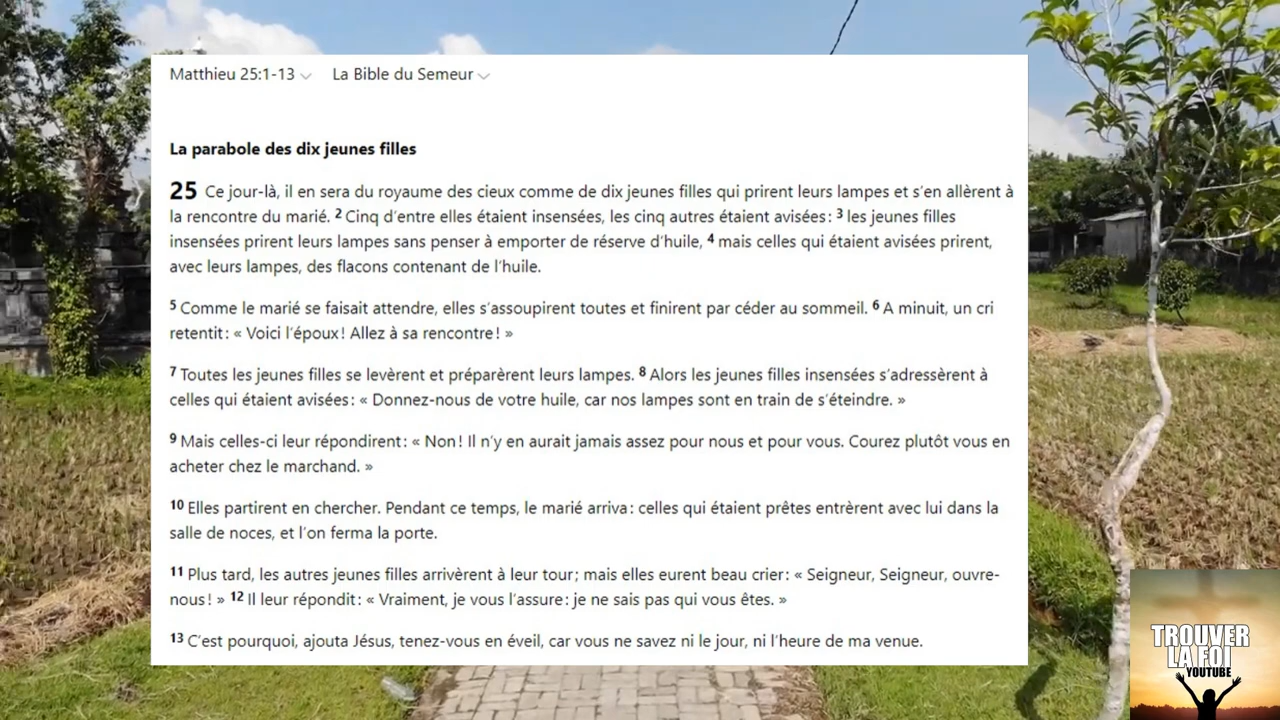 Matthieu 25:1-13 La Bible du Semeur
La parabole des dix jeunes filles
25 Ce jour-là, il en sera du royaume des cieux comme de dix jeunes filles qui prirent leurs lampes et s’en allèrent à
la rencontre du marié. 2 Cinq d’entre elles étaient insensées, les cinq autres étaient avisées : 3 les jeunes filles
insensées prirent leurs lampes sans penser à emporter de réserve d’huile, 4 mais celles qui étaient avisées prirent,
avec leurs lampes, des flacons contenant de l’huile.
5 Comme le marié se faisait attendre, elles s’assoupirent toutes et finirent par céder au sommeil. 6 A minuit, un cri
retentit : « Voici l’époux ! Allez à sa rencontre ! »
7 Toutes les jeunes filles se levèrent et préparèrent leurs lampes. 8 Alors les jeunes filles insensées s’adressèrent à
celles qui étaient avisées : « Donnez-nous de votre huile, car nos lampes sont en train de s’éteindre. »
9 Mais celles-ci leur répondirent : « Non ! Il n’y en aurait jamais assez pour nous et pour vous. Courez plutôt vous en
acheter chez le marchand. »
10 Elles partirent en chercher. Pendant ce temps, le marié arriva : celles qui étaient prêtes entrèrent avec lui dans la
salle de noces, et l’on ferma la porte.
11 Plus tard, les autres jeunes filles arrivèrent à leur tour ; mais elles eurent beau crier : « Seigneur, Seigneur, ouvre-
nous ! » 12 Il leur répondit : « Vraiment, je vous l’assure : je ne sais pas qui vous êtes. »
13 C’est pourquoi, ajouta Jésus, tenez-vous en éveil, car vous ne savez ni le jour, ni l’heure de ma venue.
TROUVER
LA FOI
YOUTUBE